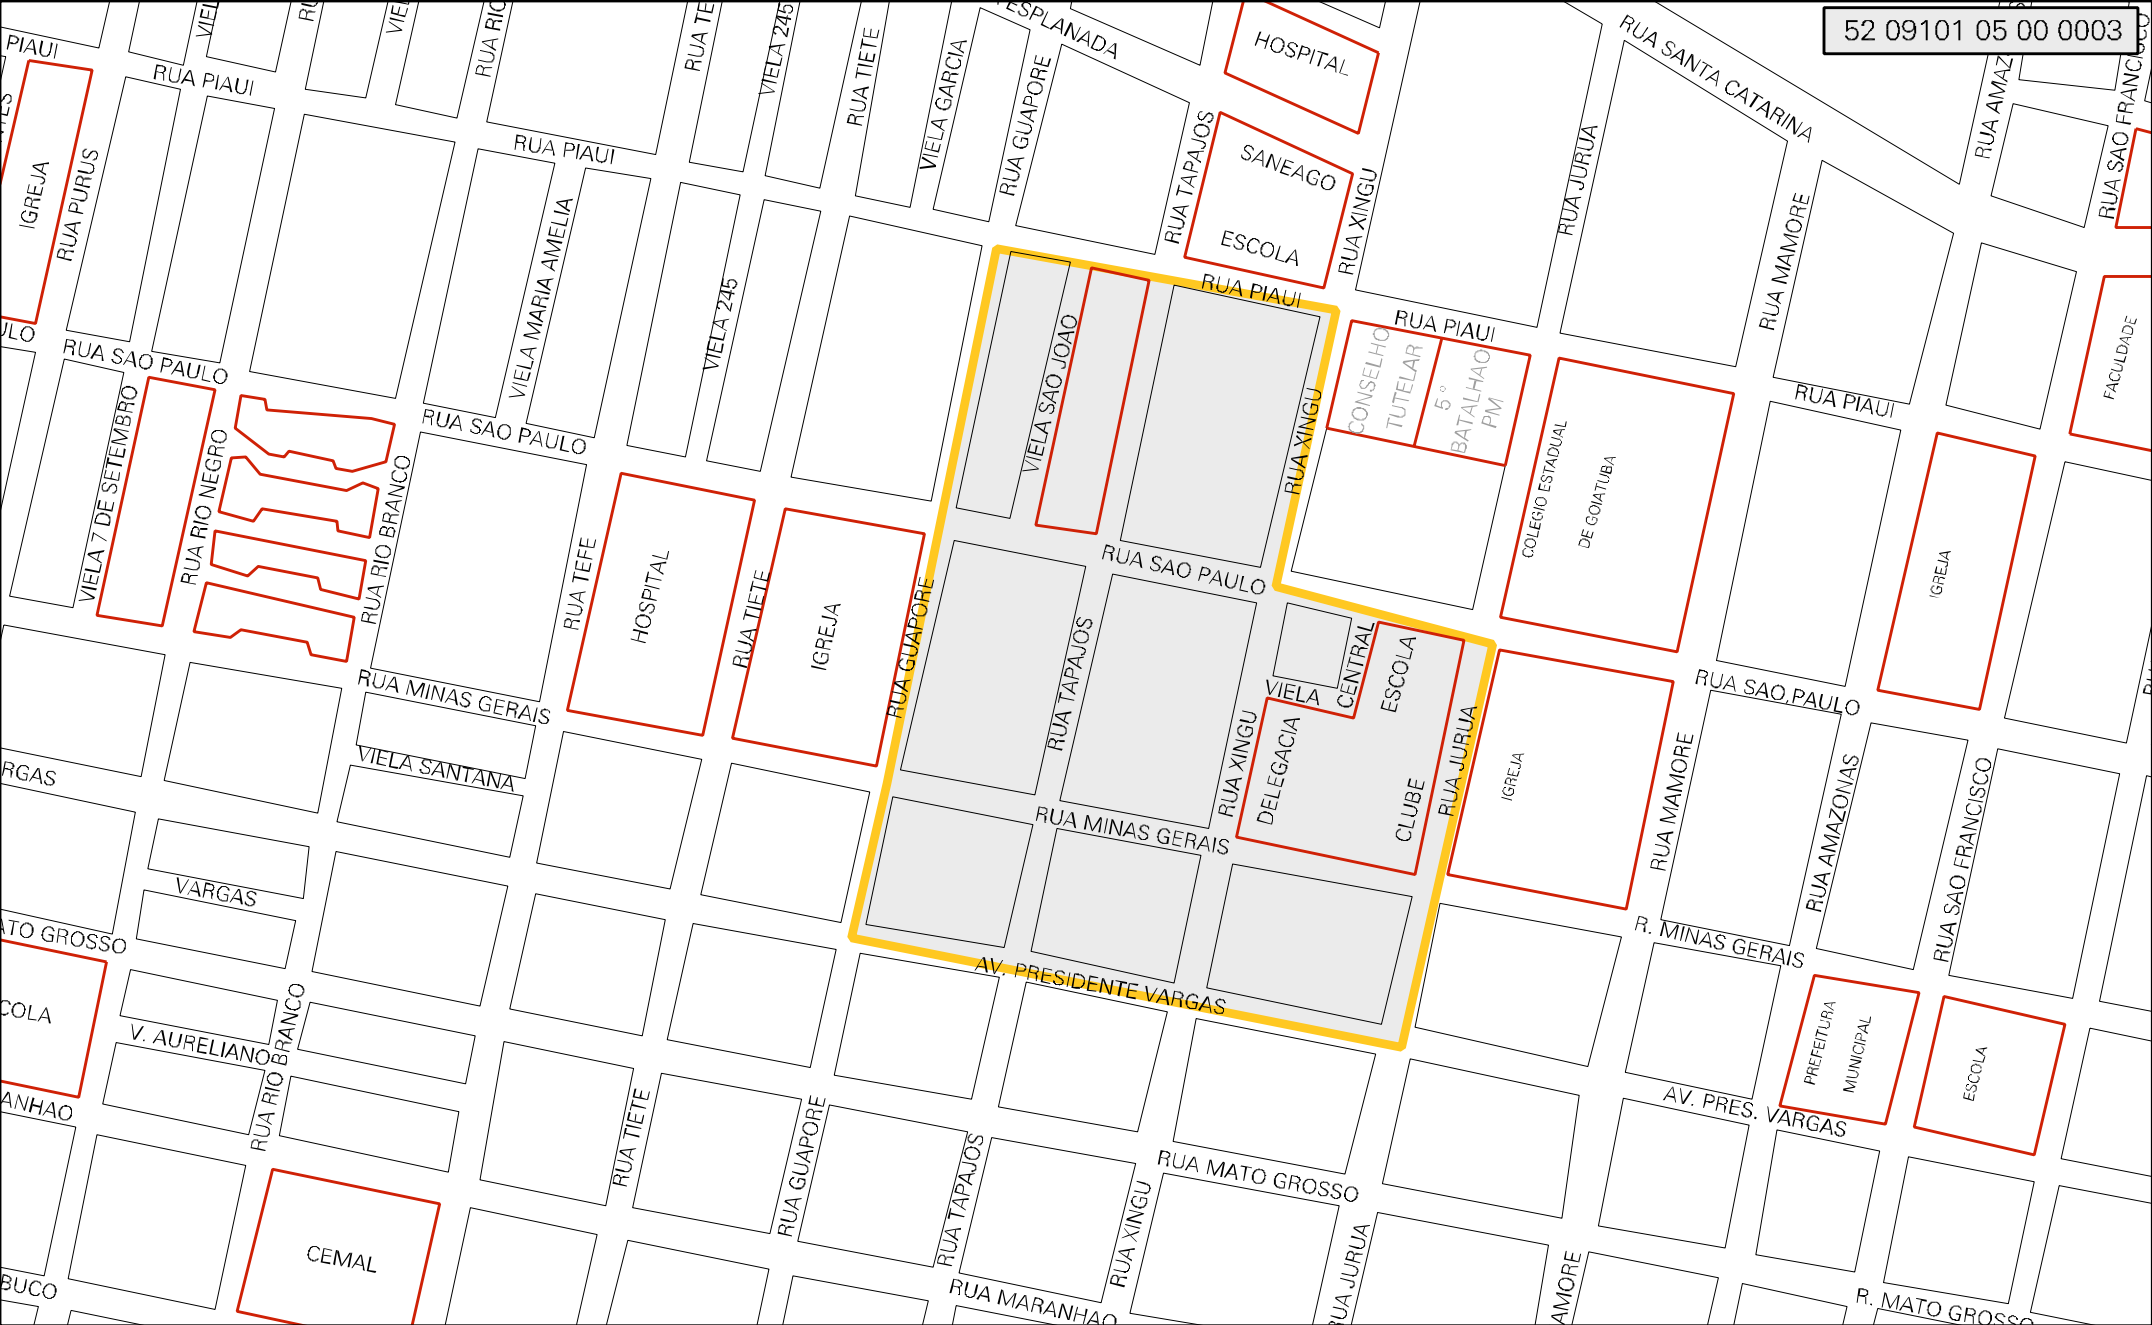 52 09101 05 00 0003
PIAUI
RUA PIAUI
VIELA 245
RUA TIETE
VIELA GARCIA
RUA GUAPORE
ESPLANADA
HOSPITAL
RUA SANTA CATARINA
RUA PIAUI
RUA TAPAJOS
SANEAGO
ESCOLA
RUA XINGU
RUA JURUA
RUA MAMORE
RUA SAO FRANCISCO
IGREJA
RUA PURUS
VIELA MARIA AMELIA
VIELA 245
RUA PIAUI
RUA PIAUI
RUA PIAUI
CONSELHO
TUTELAR
5°
BATALHAO
PM
FACULDADE
RUA SAO PAULO
VIELA 7 DE SETEMBRO
RUA RIO NEGRO
RUA SAO PAULO
RUA RIO BRANCO
VIELA SAO JOAO
RUA XINGU
COLEGIO ESTADUAL
DE GOIATUBA
RUA TEFE
HOSPITAL
RUA TIETE
IGREJA
RUA GUAPORE
RUA SAO PAULO
IGREJA
RUA TAPAJOS
VIELA
CENTRAL
ESCOLA
RUA MINAS GERAIS
VIELA SANTANA
RUA XINGU
DELEGACIA
CLUBE
RUA JURUA
IGREJA
RUA SAO PAULO
RUA MAMORE
RUA AMAZONAS
RUA SAO FRANCISCO
RUA MINAS GERAIS
RGAS
VARGAS
ATO GROSSO
R. MINAS GERAIS
AV. PRESIDENTE VARGAS
COLA
V. AURELIANO
RUA RIO BRANCO
PREFEITURA
MUNICIPAL
ESCOLA
ANHAO
AV. PRES. VARGAS
RUA TIETE
RUA GUAPORE
RUA TAPAJOS
RUA XINGU
RUA MATO GROSSO
CEMAL
BUCO
RUA MARANHAO
RUA JURUA
AMORE
R. MATO GROSSO